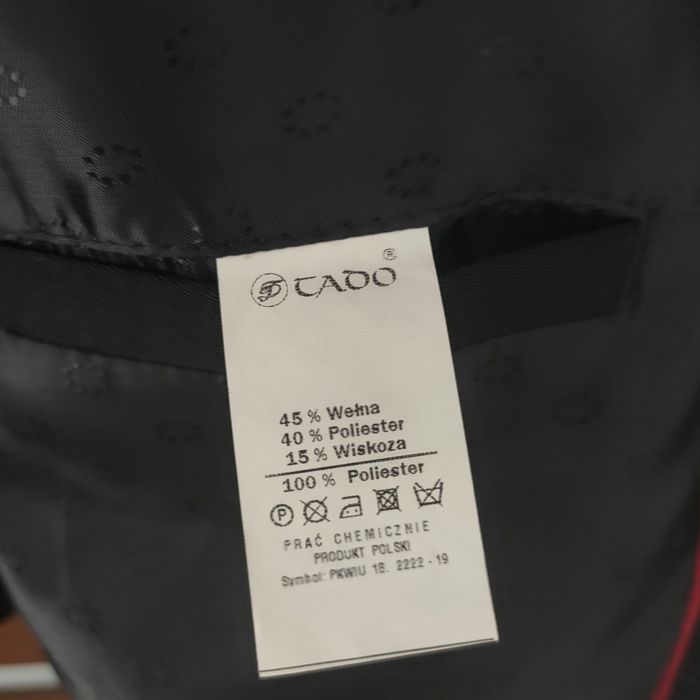 TADO ®
45 % Wełna
40 % Poliester
15 % Wiskoza
100 % Poliester
P
PRAĆ CHEMICZNIE
PRODUKT POLSKI
Symbol: PKWIU 18. 2222 - 19